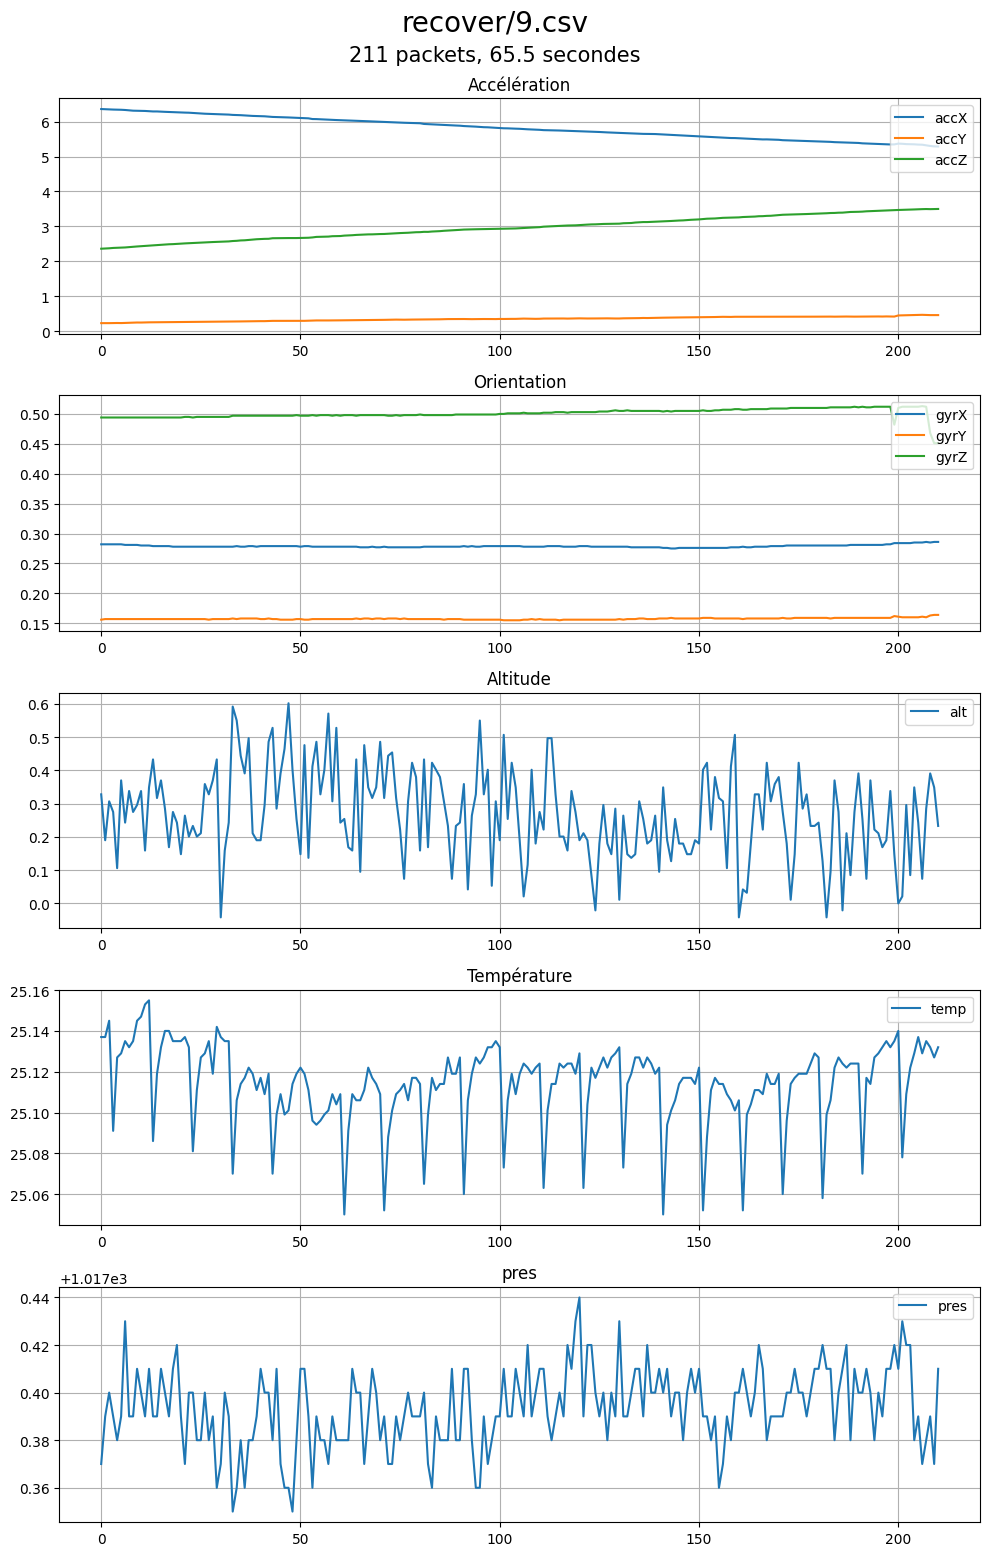 recover/9.csv
211 packets, 65.5 secondes
Accélération
6
5
4
3
2
1
0
accX
accY
accZ
0 50 100 150 200
Orientation
0.50
0.45
0.40
0.35
0.30
0.25
0.20
0.15
gyrX
gyrY
gyrZ
0 50 100 150 200
Altitude
0.6
0.5
0.4
0.3
0.2
0.1
0.0
alt
0 50 100 150 200
Température
25.16
25.14
25.12
25.10
25.08
25.06
temp
0 50 100 150 200
pres
+1.017e3
0.44
0.42
0.40
0.38
0.36
pres
0 50 100 150 200